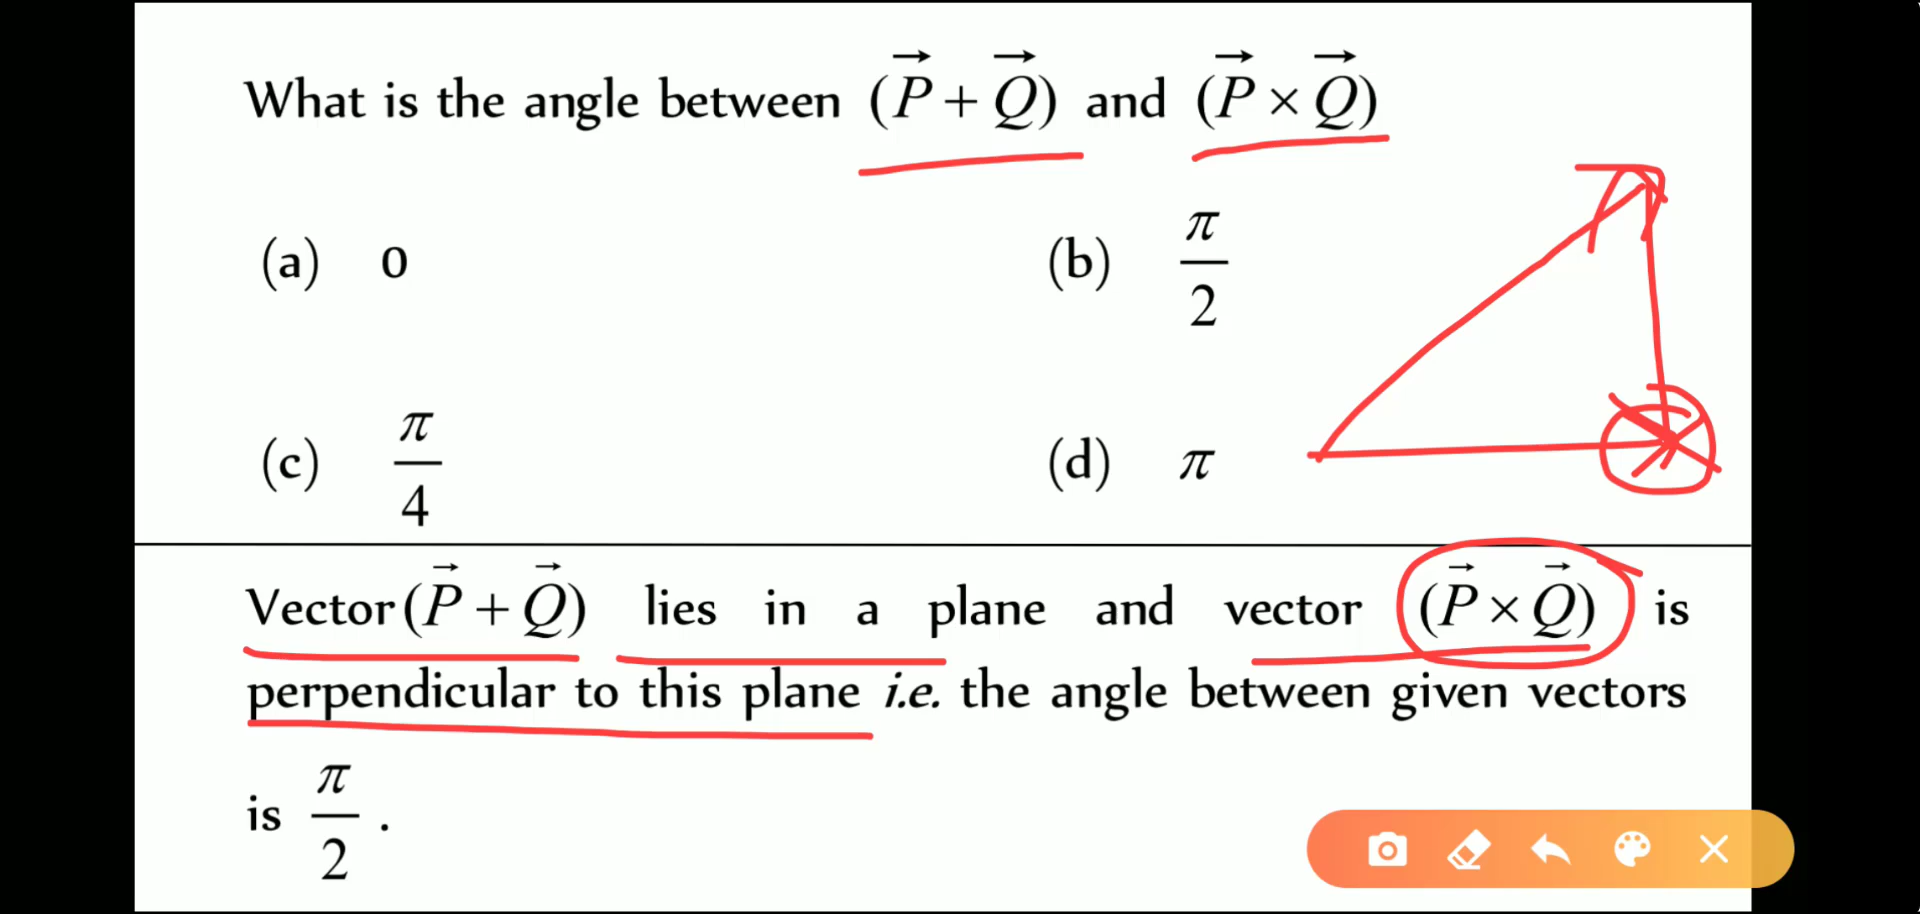 What is the angle between (P⃗ + Q⃗) and (P⃗ × Q⃗)
(a) 0 (b) π/2
(c) π/4 (d) π
Vector (P⃗ + Q⃗) lies in a plane and vector (P⃗ × Q⃗) is
perpendicular to this plane i.e. the angle between given vectors
is π/2 .